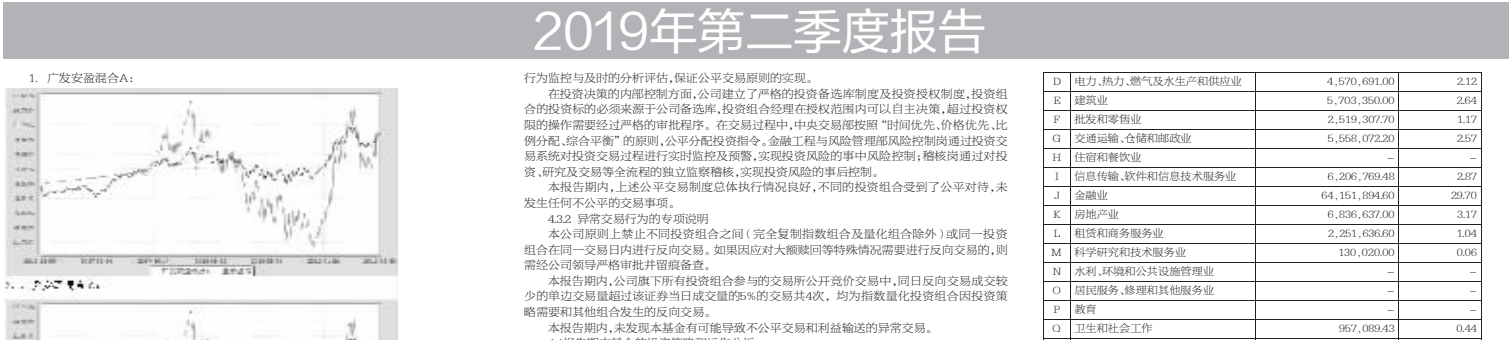 2019年第二季度报告
1. 广发安盈混合A:
行为监控与及时的分析评估,保证公平交易原则的实现。
在投资决策的内部控制方面,公司建立了严格的投资备选库制度及投资授权制度,投资组
合的投资标的必须来源于公司备选库,投资组合经理在授权范围内可以自主决策,超过投资权
限的操作需要经过严格的审批程序。在交易过程中,中央交易部按照“时间优先、价格优先、比
例分配、综合平衡”的原则,公平分配投资指令。金融工程与风险管理部风险控制岗通过投资交
易系统对投资交易过程进行实时监控及预警,实现投资风险的事中风险控制;稽核岗通过对投
资、研究及交易等全流程的独立监察稽核,实现投资风险的事后控制。
本报告期内,上述公平交易制度总体执行情况良好,不同的投资组合受到了公平对待,未
发生任何不公平的交易事项。
4.3.2 异常交易行为的专项说明
本公司原则上禁止不同投资组合之间(完全复制指数组合及量化组合除外)或同一投资
组合在同一交易日内进行反向交易。如果因应对大额赎回等特殊情况需要进行反向交易的,则
需经公司领导严格审批并留痕备查。
本报告期内,公司旗下所有投资组合参与的交易所公开竞价交易中,同日反向交易成交较
少的单边交易量超过该证券当日成交量的5%的交易共4次, 均为指数量化投资组合因投资策
略需要和其他组合发生的反向交易。
本报告期内,未发现本基金有可能导致不公平交易和利益输送的异常交易。
D 电力、热力、燃气及水生产和供应业 4,570,691.00 2.12
E 建筑业 5,703,350.00 2.64
F 批发和零售业 2,519,307.70 1.17
G 交通运输、仓储和邮政业 5,558,072.20 2.57
H 住宿和餐饮业 – –
I 信息传输、软件和信息技术服务业 6,206,769.48 2.87
J 金融业 64,151,894.60 29.70
K 房地产业 6,836,637.00 3.17
L 租赁和商务服务业 2,251,636.60 1.04
M 科学研究和技术服务业 130,020.00 0.06
N 水利、环境和公共设施管理业 – –
O 居民服务、修理和其他服务业 – –
P 教育 – –
Q 卫生和社会工作 957,089.43 0.44